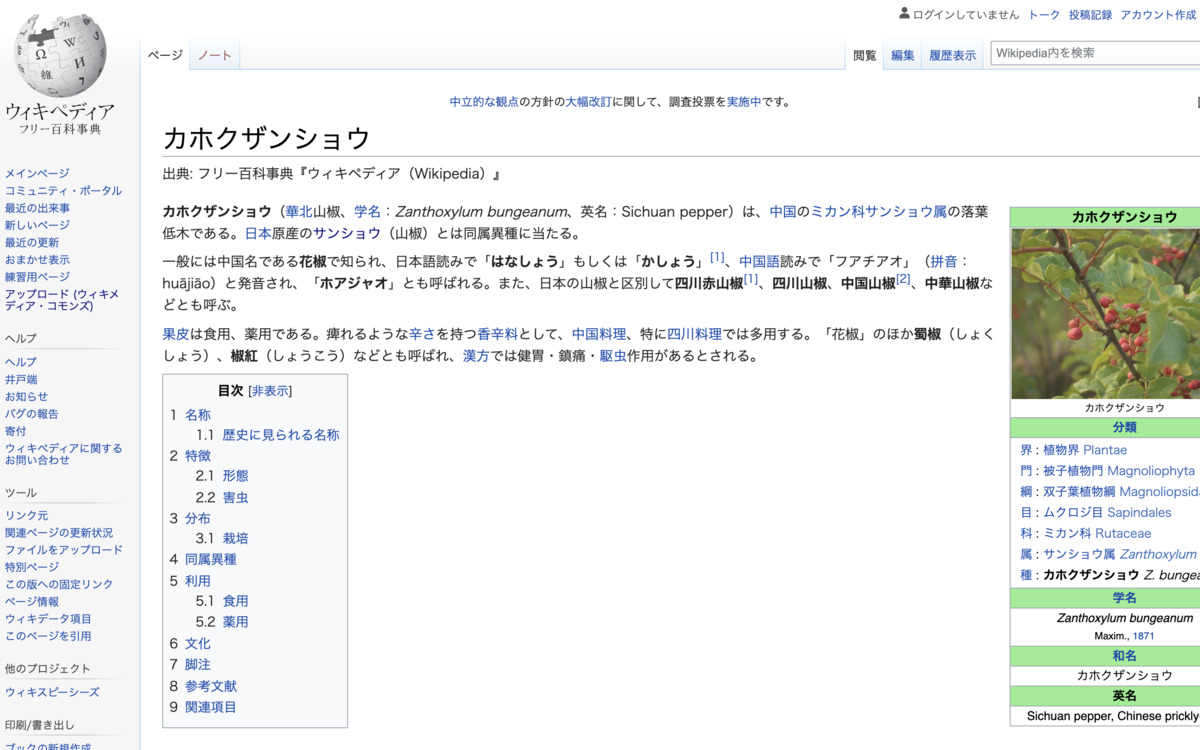 ログインしていません トーク 投稿記録 アカウント作成
ページ ノート 閲覧 編集 履歴表示 Wikipedia内を検索
ウィキペディア
フリー百科事典
メインページ
コミュニティ・ポータル
最近の出来事
新しいページ
最近の更新
おまかせ表示
練習用ページ
アップロード (ウィキメ
ディア・コモンズ)
ヘルプ
ヘルプ
井戸端
お知らせ
バグの報告
寄付
ウィキペディアに関する
お問い合わせ
ツール
リンク元
関連ページの更新状況
ファイルをアップロード
特別ページ
この版への固定リンク
ページ情報
ウィキデータ項目
このページを引用
他のプロジェクト
ウィキスピーシーズ
印刷/書き出し
ブックの新規作成
中立的な観点の方針の大幅改訂に関して、調査投票を実施中です。
カホクザンショウ
出典: フリー百科事典『ウィキペディア（Wikipedia）』
カホクザンショウ（華北山椒、学名：Zanthoxylum bungeanum、英名：Sichuan pepper）は、中国のミカン科サンショウ属の落葉
低木である。日本原産のサンショウ（山椒）とは同属異種に当たる。
一般には中国名である花椒で知られ、日本語読みで「はなしょう」もしくは「かしょう」[1]、中国語読みで「フアチアオ」（拼音：
huājiāo）と発音され、「ホアジャオ」とも呼ばれる。また、日本の山椒と区別して四川赤山椒[1]、四川山椒、中国山椒[2]、中華山椒な
どとも呼ぶ。
果皮は食用、薬用である。痺れるような辛さを持つ香辛料として、中国料理、特に四川料理では多用する。「花椒」のほか蜀椒（しょく
しょう）、椒紅（しょうこう）などとも呼ばれ、漢方では健胃・鎮痛・駆虫作用があるとされる。
目次 [非表示]
1 名称
1.1 歴史に見られる名称
2 特徴
2.1 形態
2.2 害虫
3 分布
3.1 栽培
4 同属異種
5 利用
5.1 食用
5.2 薬用
6 文化
7 脚注
8 参考文献
9 関連項目
カホクザンショウ
カホクザンショウ
分類
界：植物界 Plantae
門：被子植物門 Magnoliophyta
綱：双子葉植物綱 Magnoliopsida
目：ムクロジ目 Sapindales
科：ミカン科 Rutaceae
属：サンショウ属 Zanthoxylum
種：カホクザンショウ Z. bungea
学名
Zanthoxylum bungeanum
Maxim., 1871
和名
カホクザンショウ
英名
Sichuan pepper, Chinese prickly